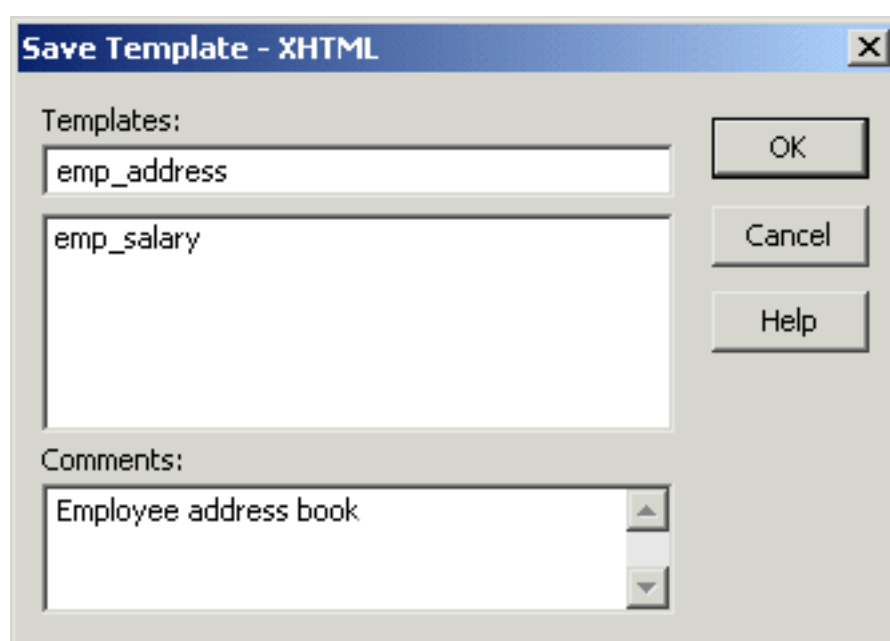 Save Template - XHTML
Templates:
emp_address
OK
emp_salary
Cancel
Help
Comments:
Employee address book